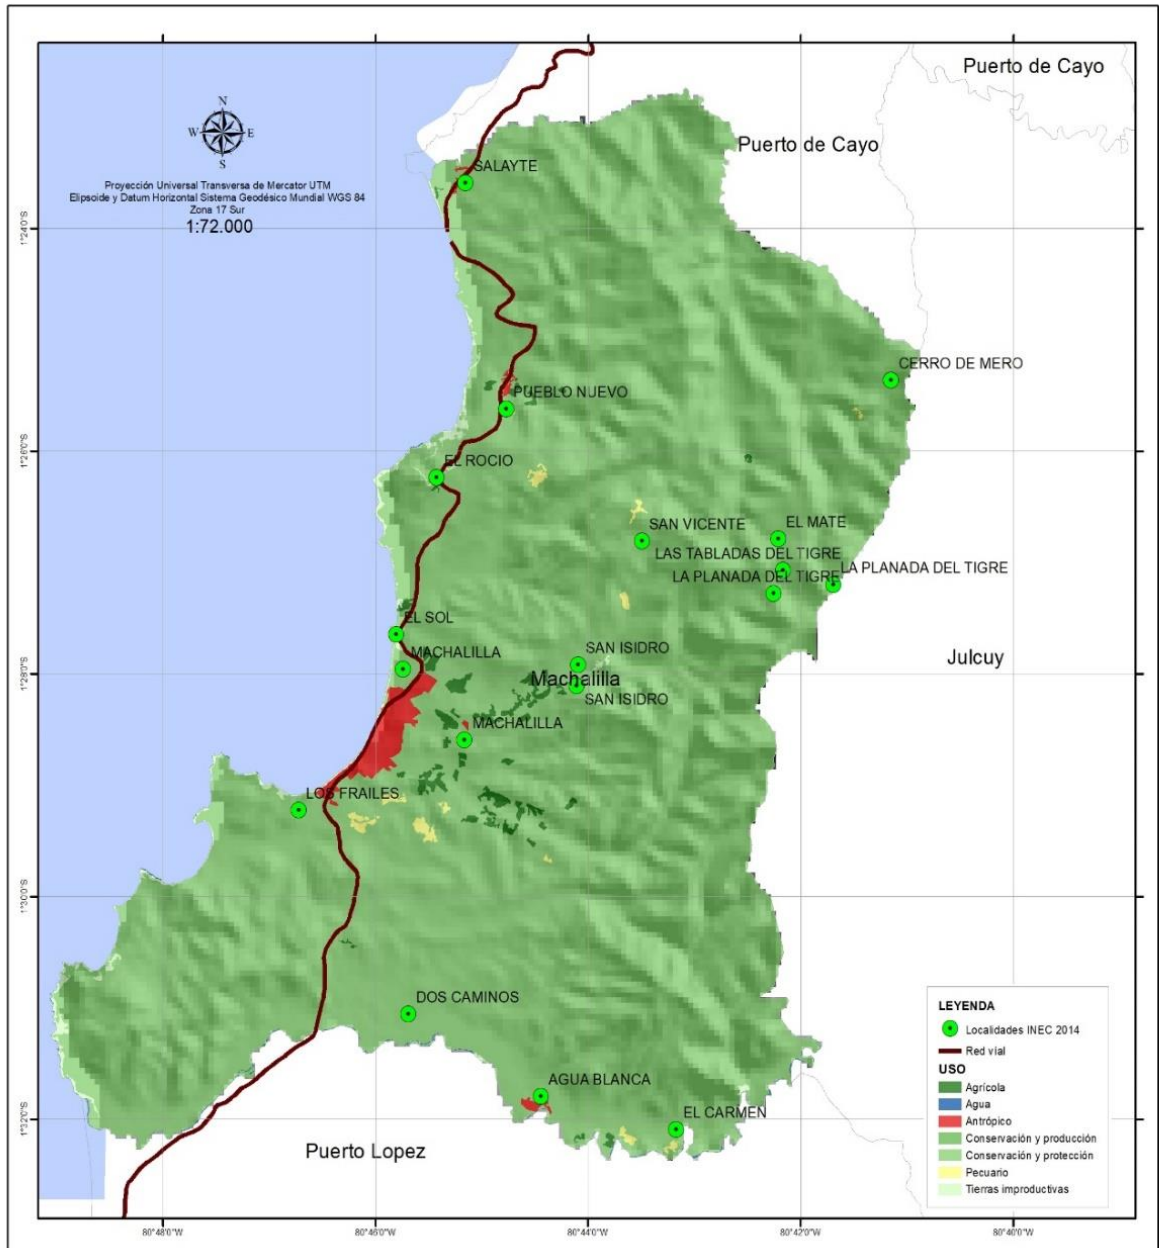 Puerto de Cayo
Puerto de Cayo
N
W E
S
Proyección Universal Transversa de Mercator UTM
Elipsoide y Datum Horizontal Sistema Geodésico Mundial WGS 84
Zona 17 Sur
1:72.000
SALAYTE
1°24'0"S
CERRO DE MERO
PUEBLO NUEVO
1°26'0"S
EL ROCIO
SAN VICENTE
EL MATE
LAS TABLADAS DEL TIGRE
LA PLANADA DEL TIGRE
LA PLANADA DEL TIGRE
EL SOL
MACHALILLA
SAN ISIDRO
Julcuy
1°28'0"S
Machalilla
SAN ISIDRO
MACHALILLA
LOS FRAILES
1°30'0"S
DOS CAMINOS
AGUA BLANCA
EL CARMEN
1°32'0"S
Puerto Lopez
LEYENDA
Localidades INEC 2014
Red vial
USO
Agrícola
Agua
Antrópico
Conservación y producción
Conservación y protección
Pecuario
Tierras improductivas
80°48'0"W
80°46'0"W
80°44'0"W
80°42'0"W
80°40'0"W